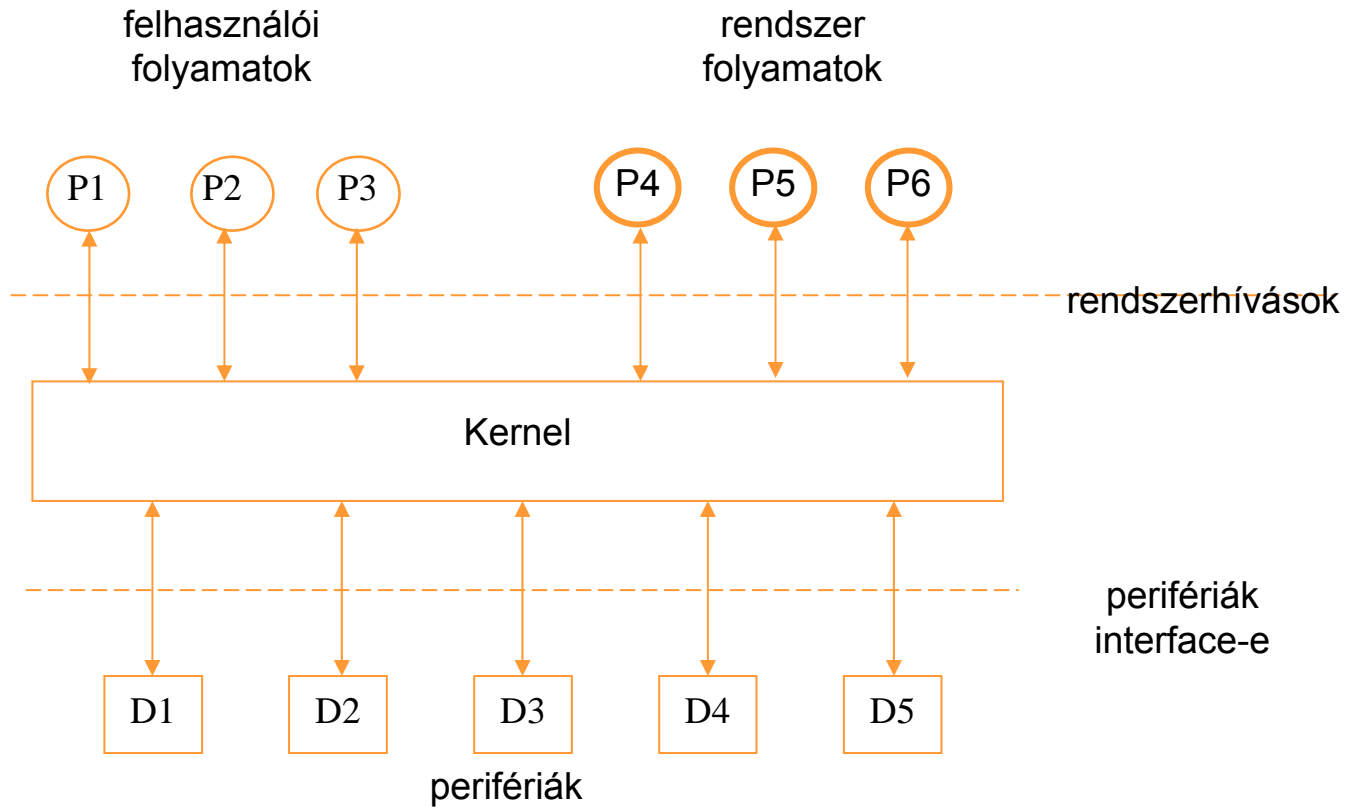 felhasználói
folyamatok
rendszer
folyamatok
P1 P2 P3 P4 P5 P6
rendszerhívások
Kernel
perifériák
interface-e
D1 D2 D3 D4 D5
perifériák